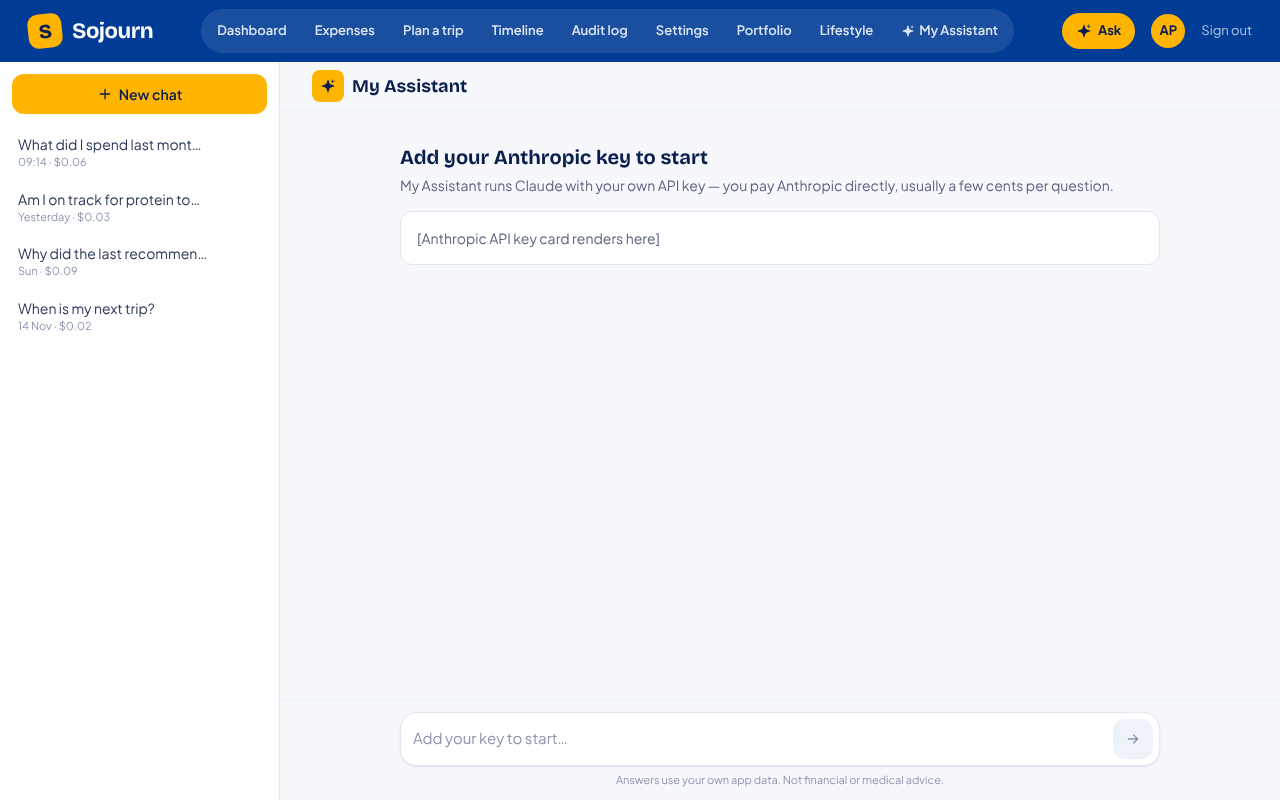 S Sojourn
Dashboard Expenses Plan a trip Timeline Audit log Settings Portfolio Lifestyle My Assistant
Ask AP Sign out
+ New chat
What did I spend last mont...
09:14 · $0.06
Am I on track for protein to...
Yesterday · $0.03
Why did the last recommen...
Sun · $0.09
When is my next trip?
14 Nov · $0.02
My Assistant
Add your Anthropic key to start
My Assistant runs Claude with your own API key — you pay Anthropic directly, usually a few cents per question.
[Anthropic API key card renders here]
Add your key to start...
Answers use your own app data. Not financial or medical advice.